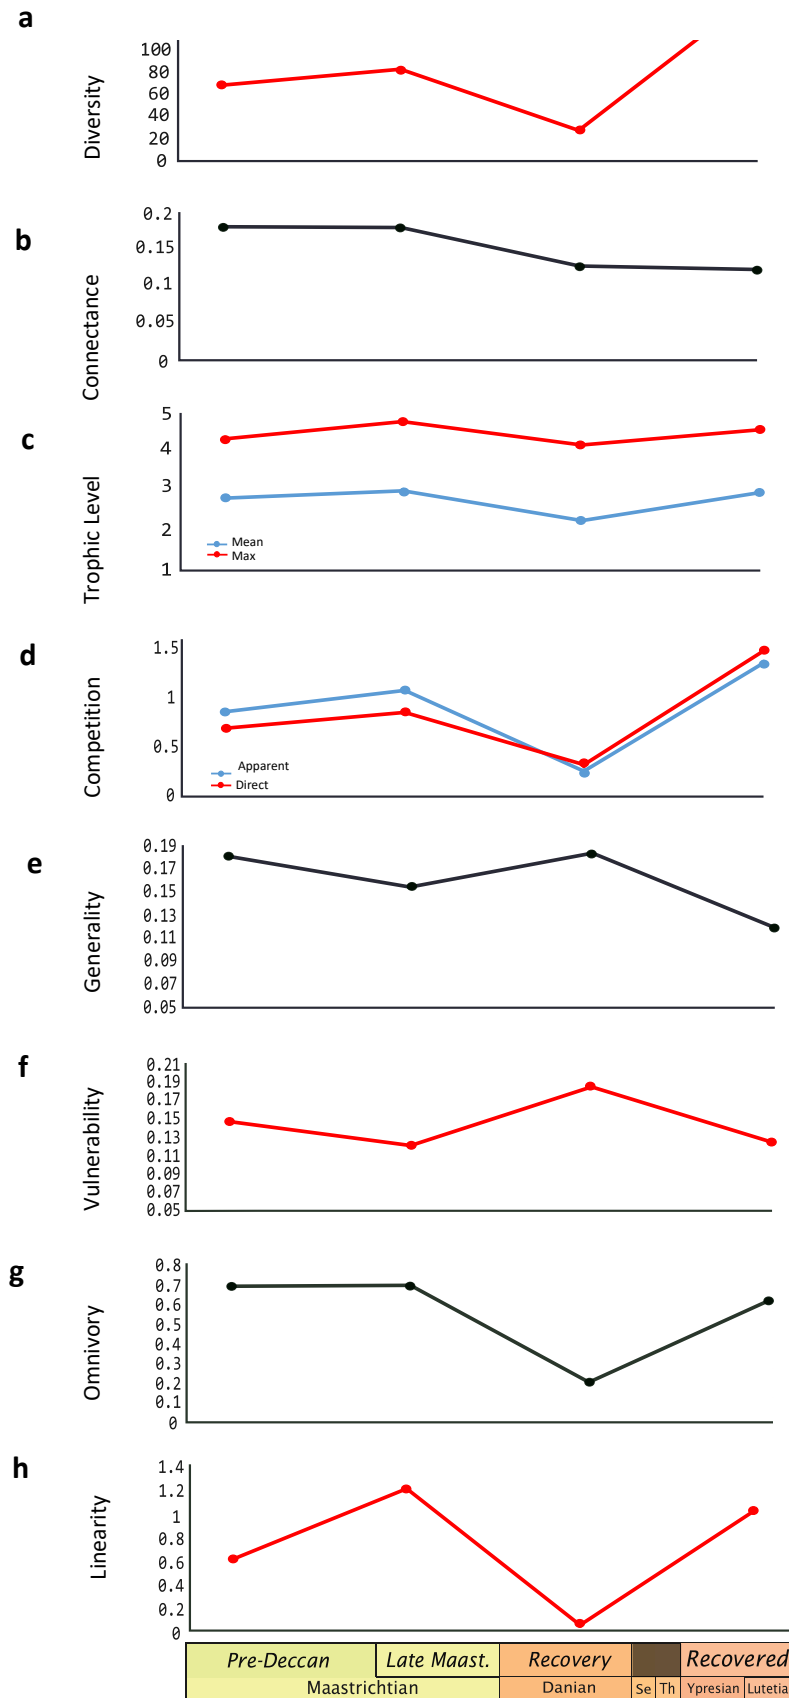 a
Diversity
100
80
60
40
20
0
b
Connectance
0.2
0.15
0.1
0.05
0
c
Trophic Level
5
4
3
2
1
Mean
Max
d
Competition
1.5
1
0.5
0
Apparent
Direct
e
Generality
0.19
0.17
0.15
0.13
0.11
0.09
0.07
0.05
f
Vulnerability
0.21
0.19
0.17
0.15
0.13
0.11
0.09
0.07
0.05
g
Omnivory
0.8
0.7
0.6
0.5
0.4
0.3
0.2
0.1
0
h
Linearity
1.4
1.2
1
0.8
0.6
0.4
0.2
0
Pre-Deccan Late Maast. Recovery Recovered
Maastrichtian Danian Se Th Ypresian Lutetia